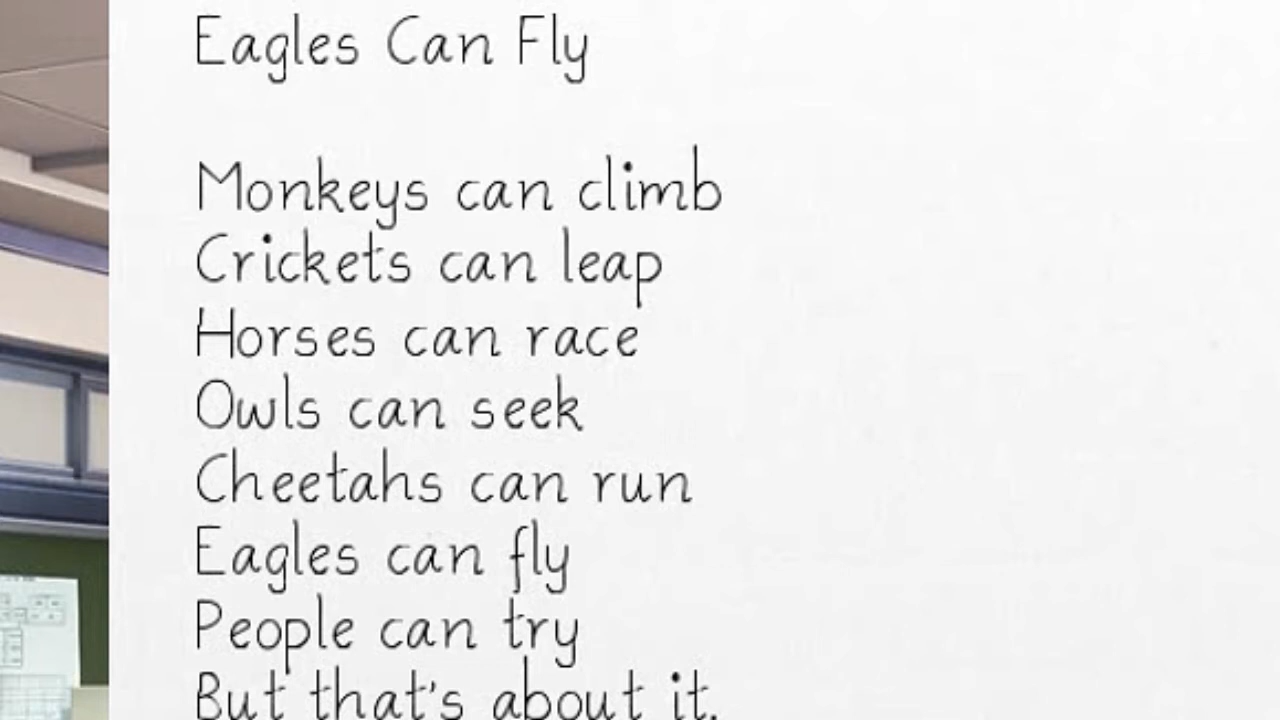 Eagles Can Fly
Monkeys can climb
Crickets can leap
Horses can race
Owls can seek
Cheetahs can run
Eagles can fly
People can try
But that's about it.